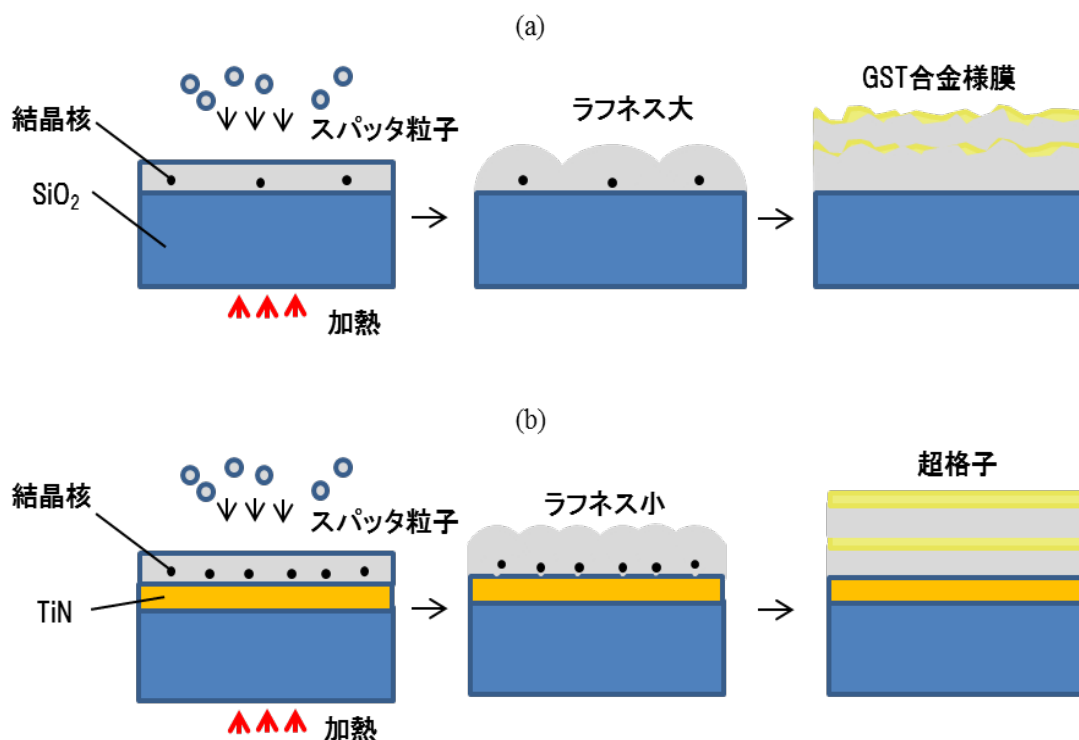 (a)
結晶核
スパッタ粒子
SiO₂
加熱
ラフネス大
GST合金様膜
(b)
結晶核
スパッタ粒子
TiN
加熱
ラフネス小
超格子